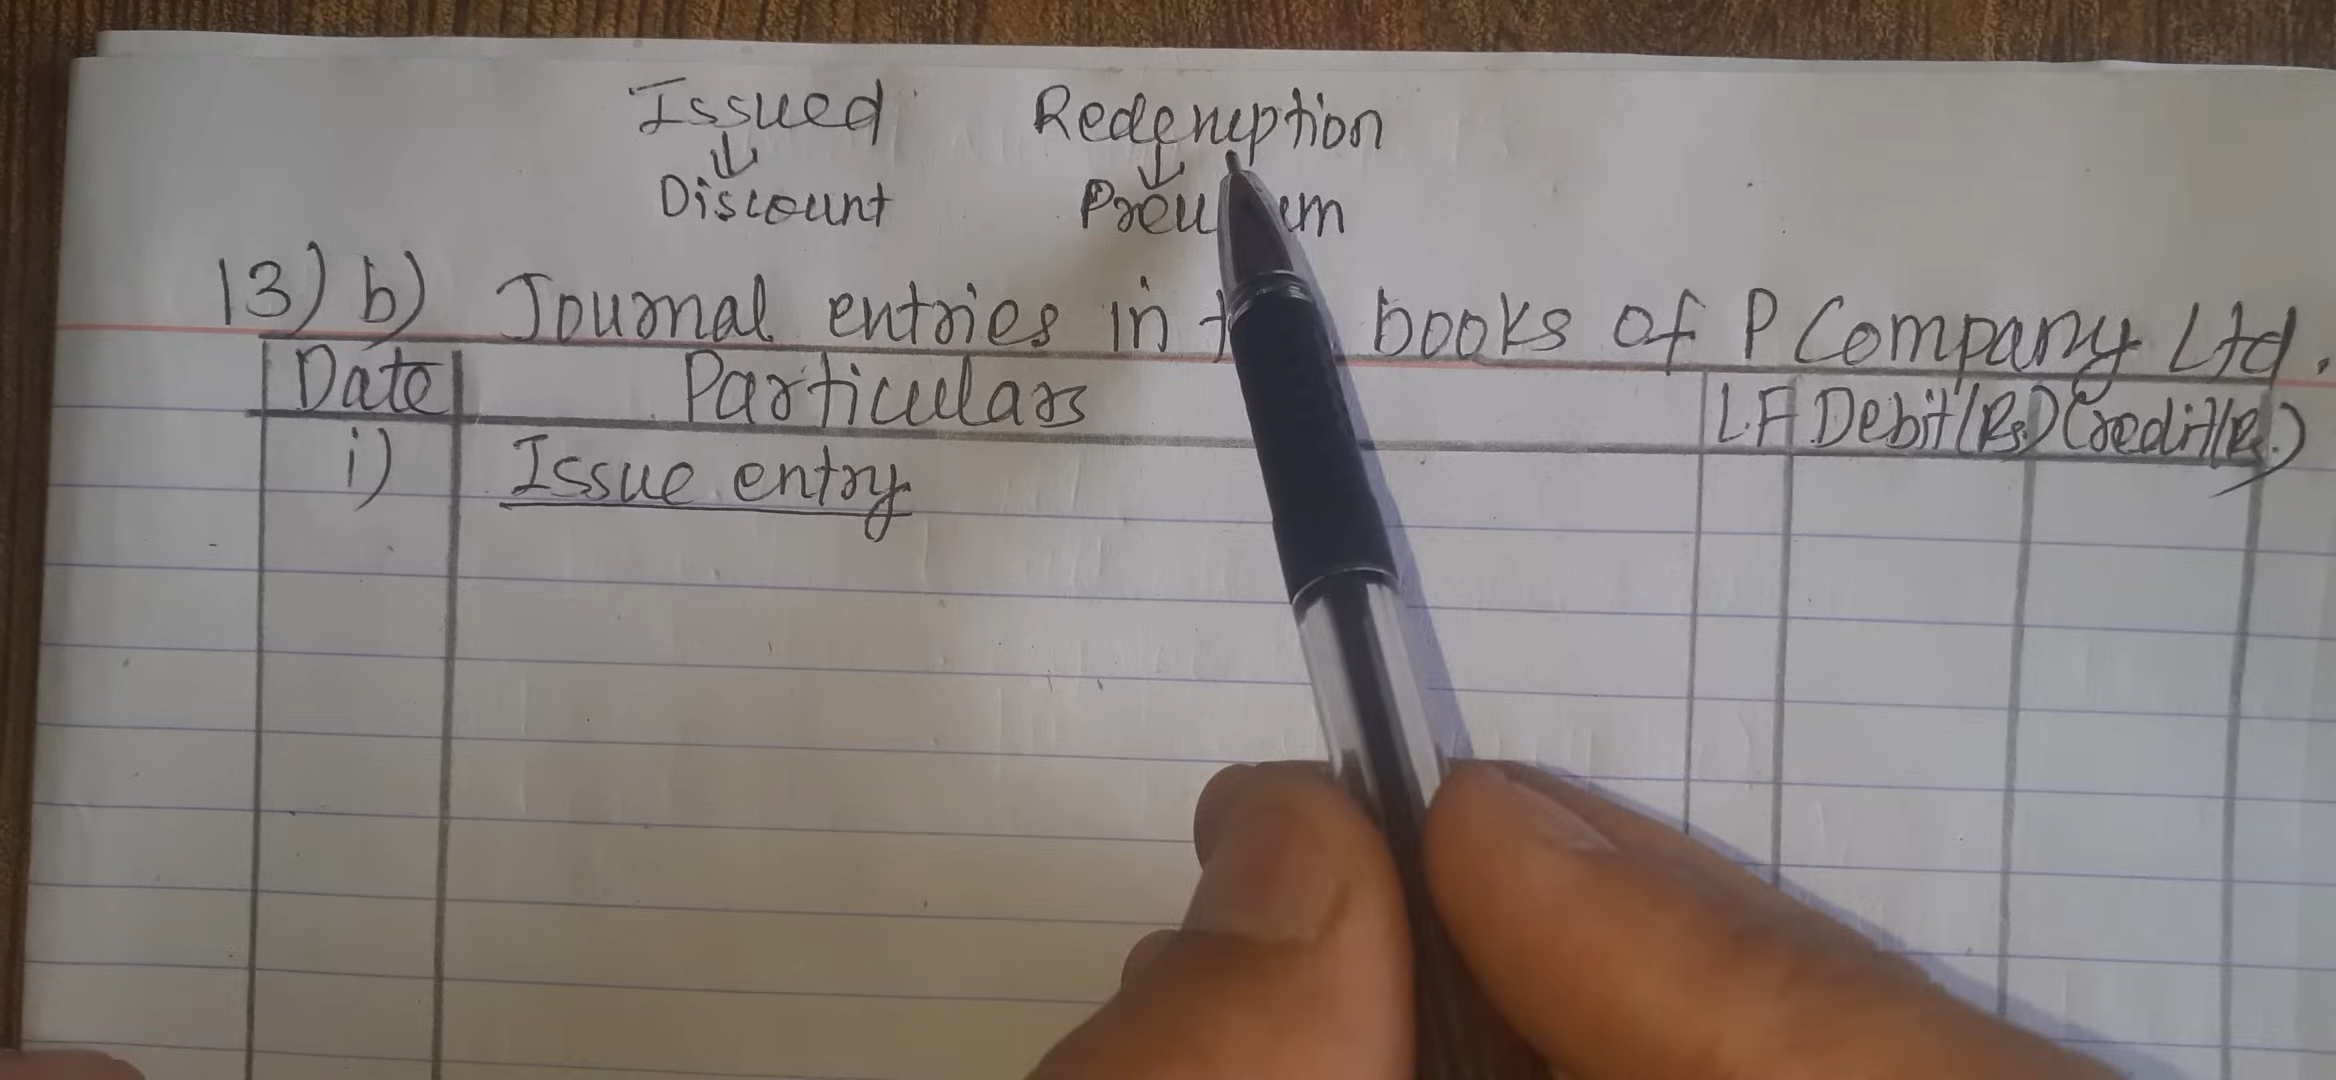 Issued Redemption
Discount
13) b) Journal entries in books of P Company Ltd.
Date Particulars L.F Debit(Rs.) Credit(Rs.)
i) Issue entry